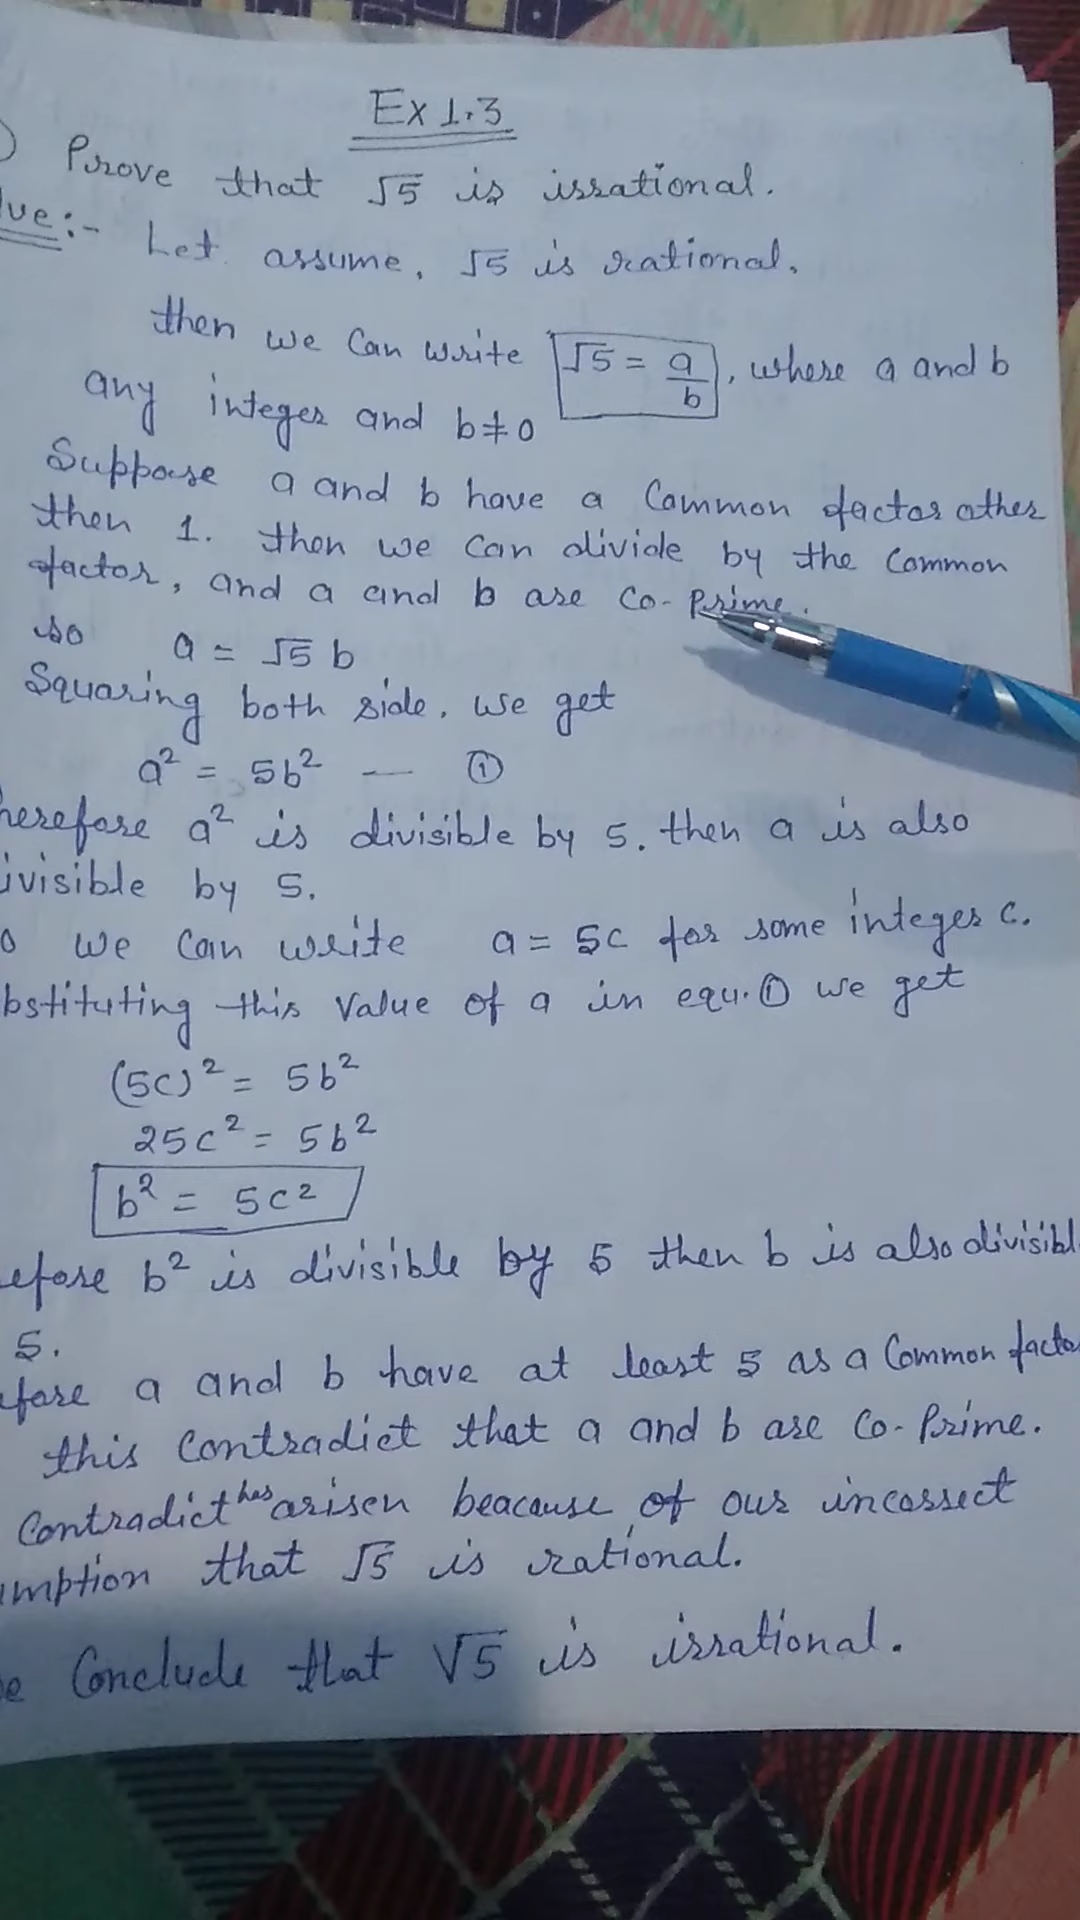 Ex 1.3
Prove that √5 is irrational.
Let assume, √5 is rational.
then we can write √5 = a/b, where a and b
any integer and b≠0
Suppose a and b have a common factor other
then 1. then we can divide by the common
factor, and a and b are co-prime.
so a = √5 b
Squaring both side. we get
a² = 5b² — ①
herefore a² is divisible by 5. then a is also
ivisible by 5.
o we can write a = 5c for some integer c.
bstituting this value of a in equ. ① we get
(5c)² = 5b²
25c² = 5b²
b² = 5c²
efore b² is divisible by 5 then b is also divisibl
5.
efore a and b have at least 5 as a common facto
this contradict that a and b are co-prime.
contradict has arisen beacause of our incorrect
umption that √5 is rational.
e conclude that √5 is irrational.